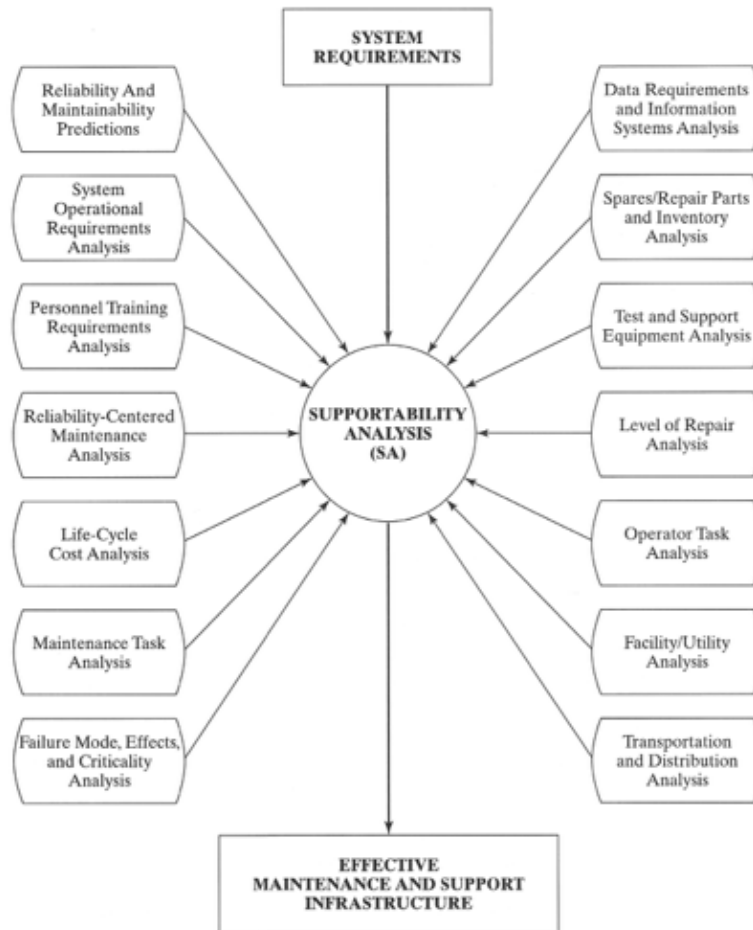 SYSTEM
REQUIREMENTS
Reliability And
Maintainability
Predictions
System
Operational
Requirements
Analysis
Personnel Training
Requirements
Analysis
Reliability-Centered
Maintenance
Analysis
Life-Cycle
Cost Analysis
Maintenance Task
Analysis
Failure Mode, Effects,
and Criticality
Analysis
SUPPORTABILITY
ANALYSIS
(SA)
Data Requirements
and Information
Systems Analysis
Spares/Repair Parts
and Inventory
Analysis
Test and Support
Equipment Analysis
Level of Repair
Analysis
Operator Task
Analysis
Facility/Utility
Analysis
Transportation
and Distribution
Analysis
EFFECTIVE
MAINTENANCE AND SUPPORT
INFRASTRUCTURE